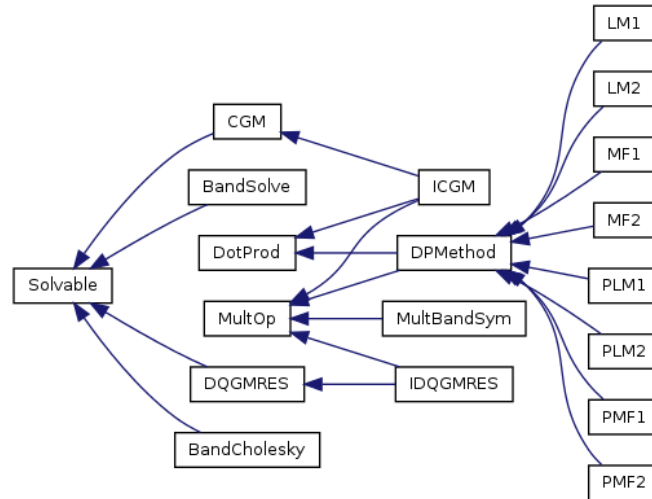 LM1
LM2
CGM
MF1
BandSolve
ICGM
MF2
DotProd
DPMethod
Solvable
PLM1
MultOp
MultBandSym
PLM2
DQGMRES
IDQGMRES
PMF1
BandCholesky
PMF2